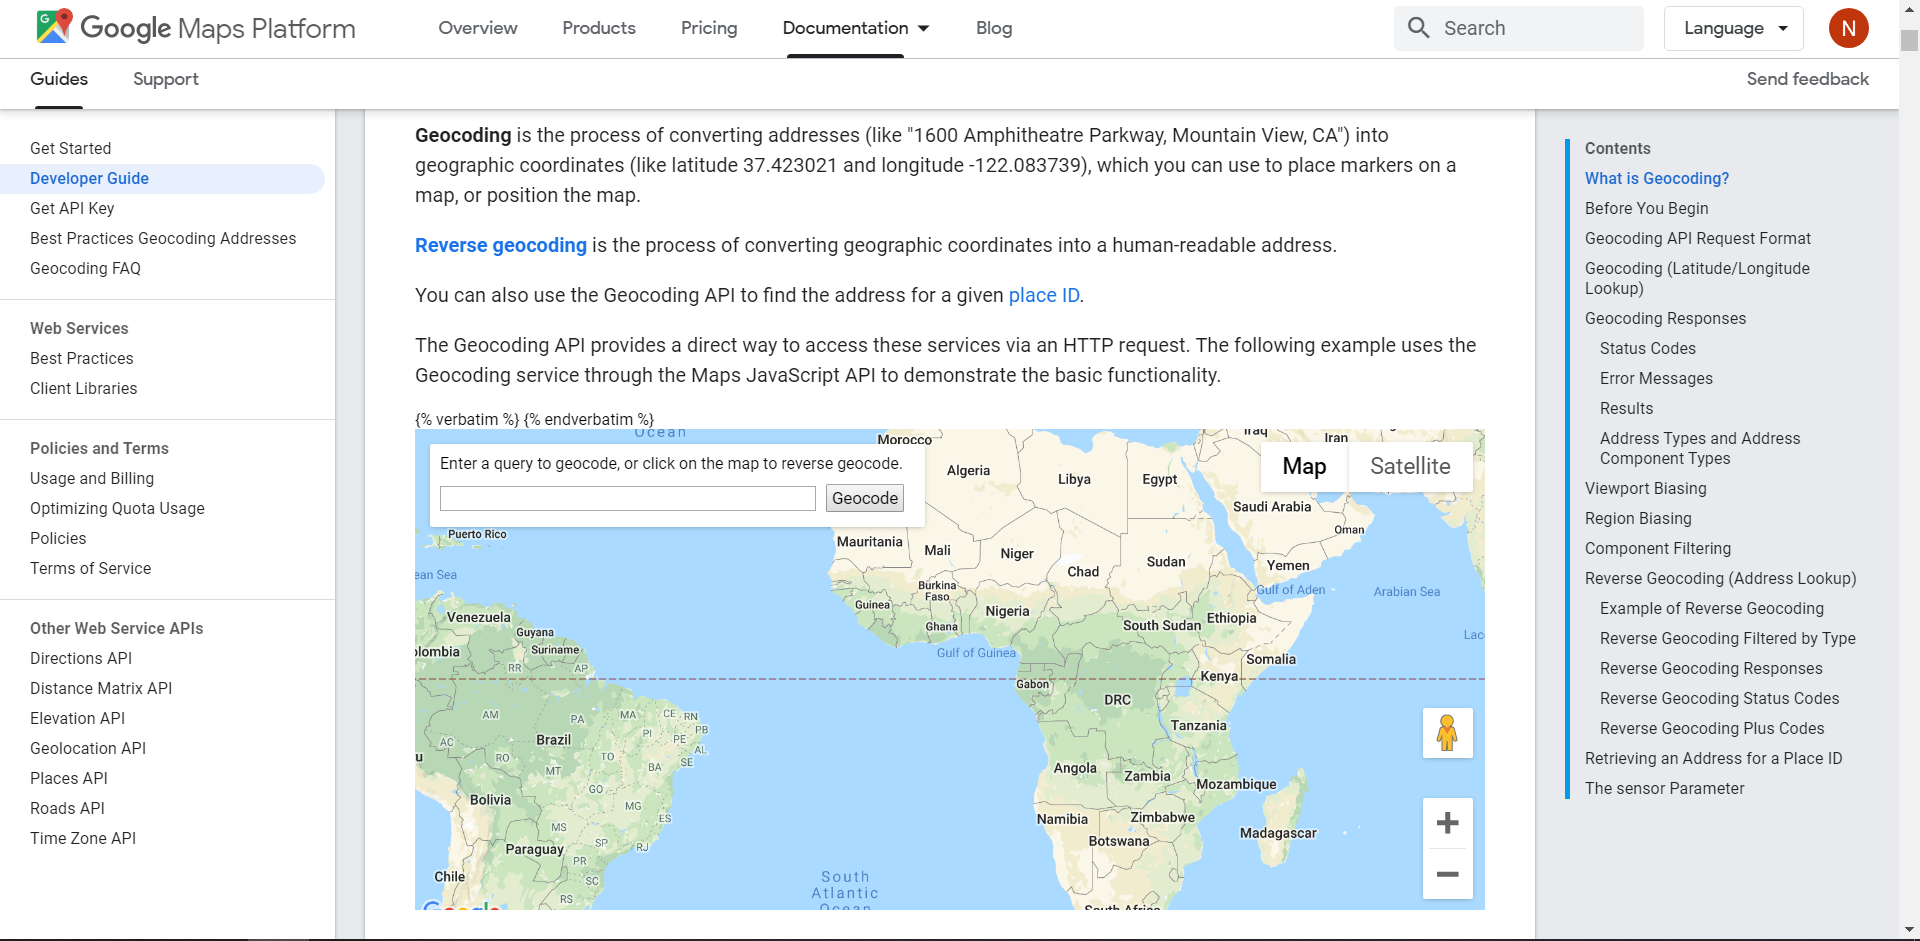 Google Maps Platform
Overview
Products
Pricing
Documentation
Blog
Search
Language
N
Guides
Support
Send feedback
Get Started
Developer Guide
Get API Key
Best Practices Geocoding Addresses
Geocoding FAQ
Web Services
Best Practices
Client Libraries
Policies and Terms
Usage and Billing
Optimizing Quota Usage
Policies
Terms of Service
Other Web Service APIs
Directions API
Distance Matrix API
Elevation API
Geolocation API
Places API
Roads API
Time Zone API
Geocoding is the process of converting addresses (like "1600 Amphitheatre Parkway, Mountain View, CA") into
geographic coordinates (like latitude 37.423021 and longitude -122.083739), which you can use to place markers on a
map, or position the map.
Reverse geocoding is the process of converting geographic coordinates into a human-readable address.
You can also use the Geocoding API to find the address for a given place ID.
The Geocoding API provides a direct way to access these services via an HTTP request. The following example uses the
Geocoding service through the Maps JavaScript API to demonstrate the basic functionality.
{% verbatim %} {% endverbatim %}
Ocean
Enter a query to geocode, or click on the map to reverse geocode.
Geocode
Map
Satellite
Morocco
Iraq
Iran
Algeria
Libya
Egypt
Saudi Arabia
Oman
Puerto Rico
Mauritania
Mali
Niger
Chad
Sudan
Yemen
ean Sea
Burkina
Faso
Gulf of Aden
Arabian Sea
Guinea
Nigeria
Venezuela
Guyana
Ghana
South Sudan
Ethiopia
Lac
lombia
Suriname
Gulf of Guinea
Somalia
RR
AP
Gabon
Kenya
DRC
AM
PA
MA
CE
RN
PB
Tanzania
AC
Brazil
PI
PE
AL
u
RO
TO
SE
MT
BA
Angola
Zambia
Mozambique
Bolivia
GO
MG
Namibia
Zimbabwe
ES
MS
Madagascar
Botswana
Paraguay
SP
RJ
PR
Chile
SC
South
Atlantic
Ocean
RS
Google
South Africa
Contents
What is Geocoding?
Before You Begin
Geocoding API Request Format
Geocoding (Latitude/Longitude
Lookup)
Geocoding Responses
Status Codes
Error Messages
Results
Address Types and Address
Component Types
Viewport Biasing
Region Biasing
Component Filtering
Reverse Geocoding (Address Lookup)
Example of Reverse Geocoding
Reverse Geocoding Filtered by Type
Reverse Geocoding Responses
Reverse Geocoding Status Codes
Reverse Geocoding Plus Codes
Retrieving an Address for a Place ID
The sensor Parameter